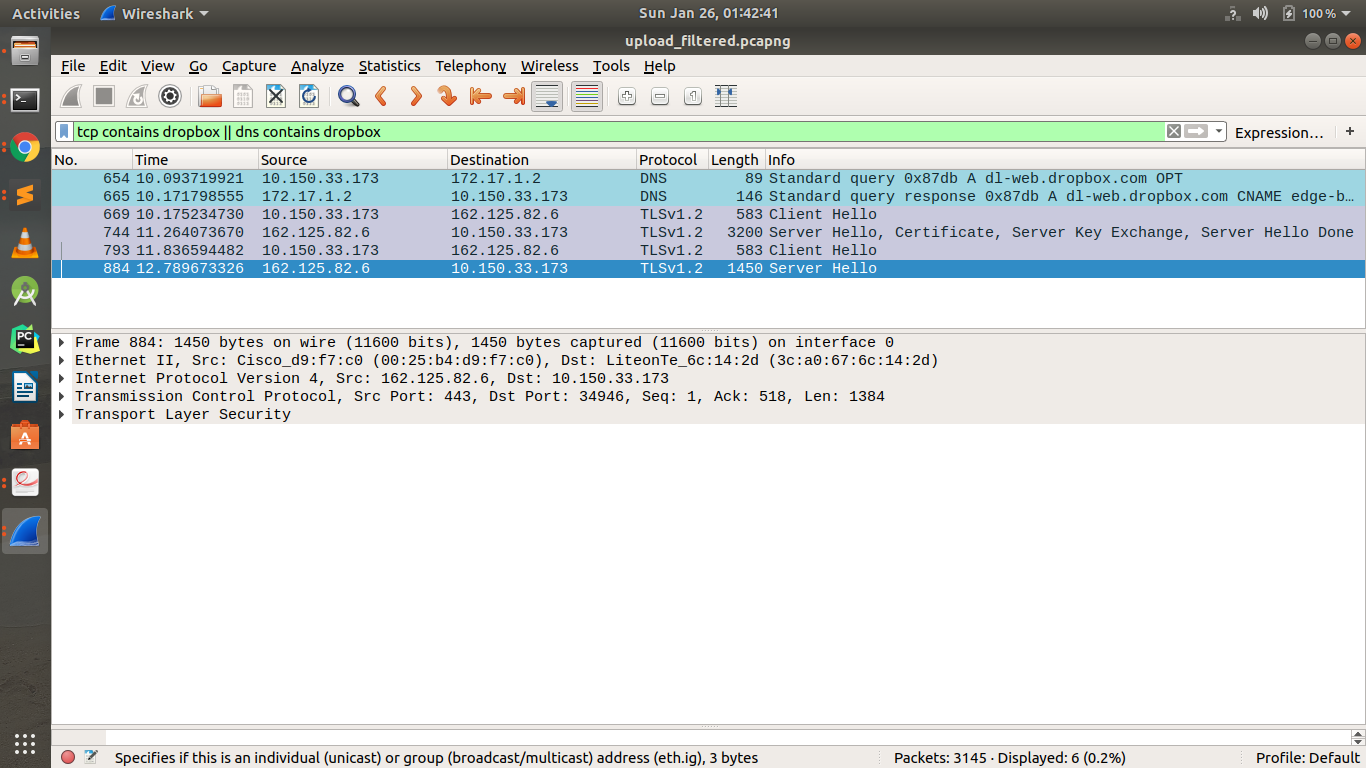 Activities Wireshark Sun Jan 26, 01:42:41 100%
upload_filtered.pcapng
File Edit View Go Capture Analyze Statistics Telephony Wireless Tools Help
tcp contains dropbox || dns contains dropbox Expression… +
No. Time Source Destination Protocol Length Info
654 10.093719921 10.150.33.173 172.17.1.2 DNS 89 Standard query 0x87db A dl-web.dropbox.com OPT
665 10.171798555 172.17.1.2 10.150.33.173 DNS 146 Standard query response 0x87db A dl-web.dropbox.com CNAME edge-b…
669 10.175234730 10.150.33.173 162.125.82.6 TLSv1.2 583 Client Hello
744 11.264073670 162.125.82.6 10.150.33.173 TLSv1.2 3200 Server Hello, Certificate, Server Key Exchange, Server Hello Done
793 11.836594482 10.150.33.173 162.125.82.6 TLSv1.2 583 Client Hello
884 12.789673326 162.125.82.6 10.150.33.173 TLSv1.2 1450 Server Hello
Frame 884: 1450 bytes on wire (11600 bits), 1450 bytes captured (11600 bits) on interface 0
Ethernet II, Src: Cisco_d9:f7:c0 (00:25:b4:d9:f7:c0), Dst: LiteonTe_6c:14:2d (3c:a0:67:6c:14:2d)
Internet Protocol Version 4, Src: 162.125.82.6, Dst: 10.150.33.173
Transmission Control Protocol, Src Port: 443, Dst Port: 34946, Seq: 1, Ack: 518, Len: 1384
Transport Layer Security
PC
Specifies if this is an individual (unicast) or group (broadcast/multicast) address (eth.ig), 3 bytes Packets: 3145 · Displayed: 6 (0.2%) Profile: Default